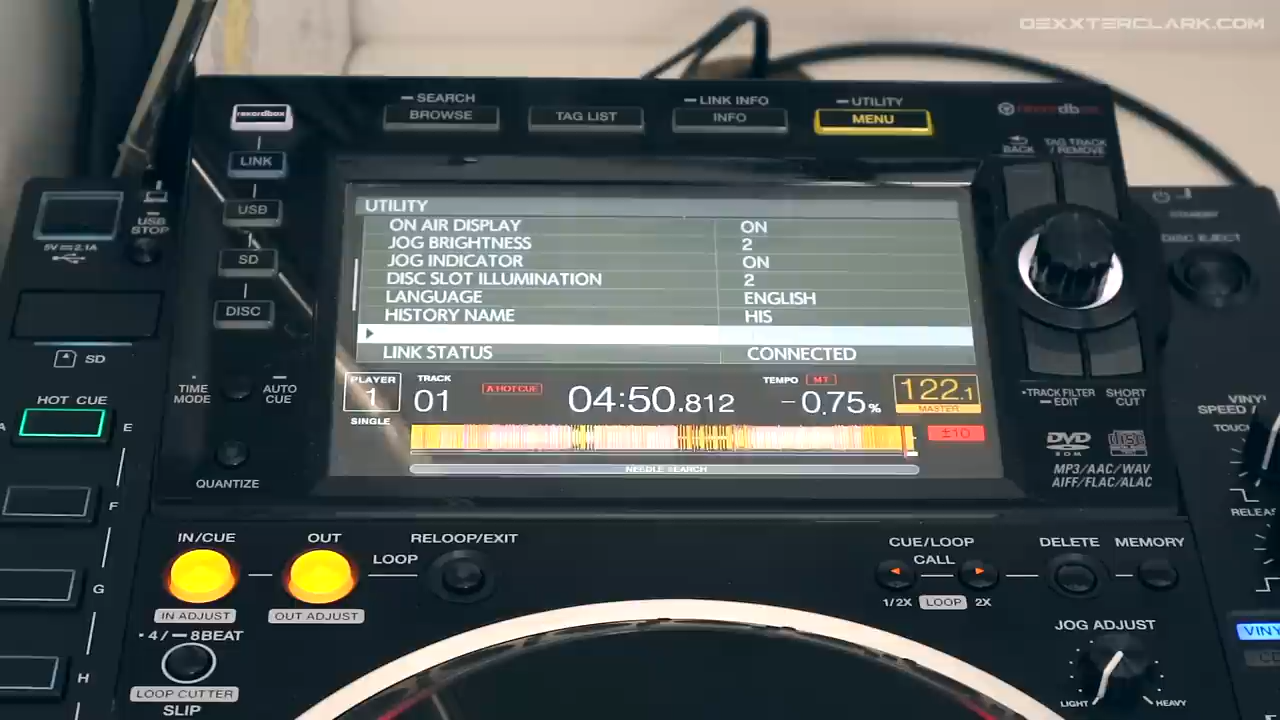 DEXXTERCLARK.COM
SEARCH
BROWSE
TAG LIST
LINK INFO
INFO
UTILITY
MENU
rekordbox
LINK
USB
SD
DISC
USB
STOP
5V 2.1A
SD
TIME
MODE
AUTO
CUE
HOT CUE
A
E
F
G
H
QUANTIZE
BACK
TAG TRACK
/ REMOVE
STANDBY
DISC EJECT
UTILITY
ON AIR DISPLAY ON
JOG BRIGHTNESS 2
JOG INDICATOR ON
DISC SLOT ILLUMINATION 2
LANGUAGE ENGLISH
HISTORY NAME HIS
LINK STATUS CONNECTED
PLAYER
1
SINGLE
TRACK
01
A HOT CUE
04:50.812
TEMPO
MT
-0.75%
122.1
MASTER
±10
NEEDLE SEARCH
TRACK FILTER
EDIT
SHORT
CUT
DVD
ROM
MP3/AAC/WAV
AIFF/FLAC/ALAC
VINYL
SPEED
TOUCH
IN/CUE
OUT
LOOP
RELOOP/EXIT
IN ADJUST
OUT ADJUST
4/8BEAT
LOOP CUTTER
SLIP
CUE/LOOP
CALL
DELETE
MEMORY
1/2X
LOOP
2X
JOG ADJUST
LIGHT
HEAVY